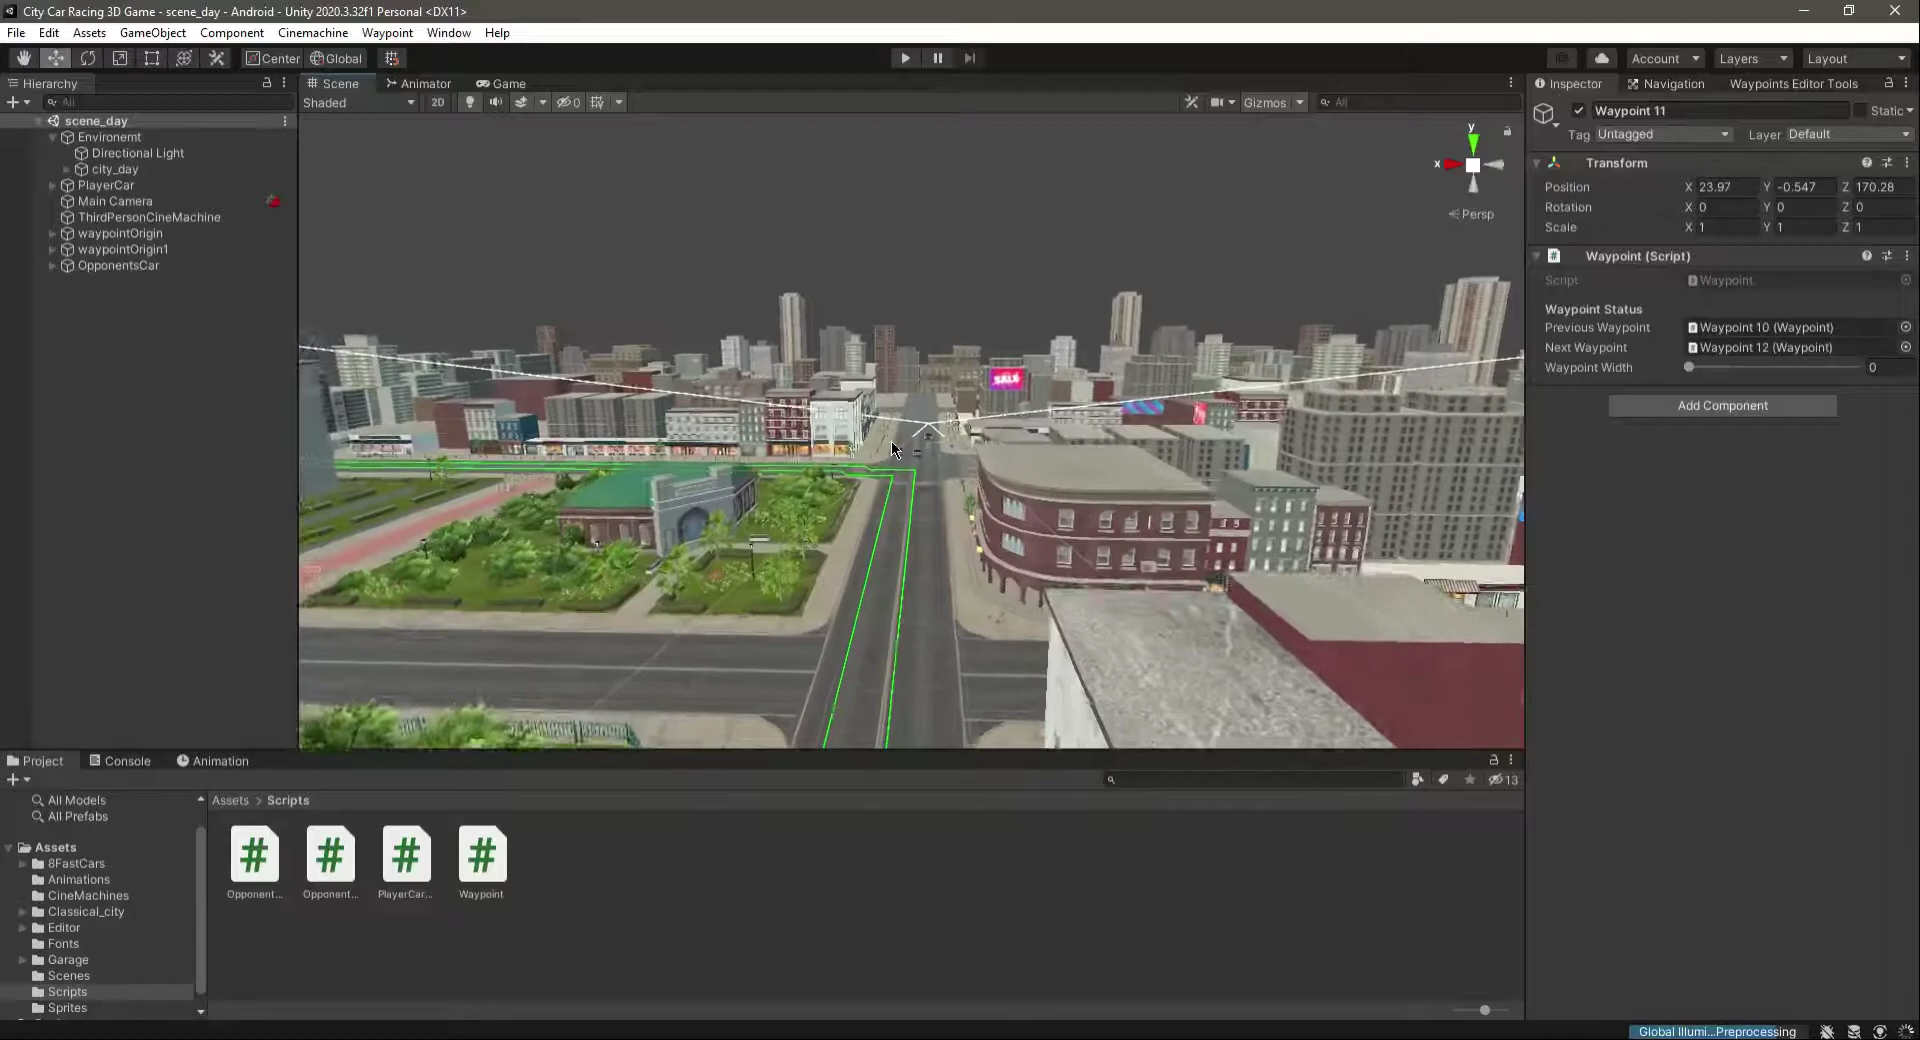 City Car Racing 3D Game - scene_day - Android - Unity 2020.3.32f1 Personal <DX11>
File Edit Assets GameObject Component Cinemachine Waypoint Window Help
Center Global Account Layers Layout
Hierarchy
All
scene_day
Environemt
Directional Light
city_day
PlayerCar
Main Camera
ThirdPersonCineMachine
waypointOrigin
waypointOrigin1
OpponentsCar
Scene Animator Game
Shaded 2D 0 Gizmos All
y
x
Persp
SALE
Inspector Navigation Waypoints Editor Tools
Waypoint 11 Static
Tag Untagged Layer Default
Transform
Position X 23.97 Y -0.547 Z 170.28
Rotation X 0 Y 0 Z 0
Scale X 1 Y 1 Z 1
Waypoint (Script)
Script Waypoint
Waypoint Status
Previous Waypoint Waypoint 10 (Waypoint)
Next Waypoint Waypoint 12 (Waypoint)
Waypoint Width 0
Add Component
Project Console Animation
13
All Models
All Prefabs
Assets
8FastCars
Animations
CineMachines
Classical_city
Editor
Fonts
Garage
Scenes
Scripts
Sprites
Assets > Scripts
# # # #
Opponent... Opponent... PlayerCar... Waypoint
Global Illumi...Preprocessing